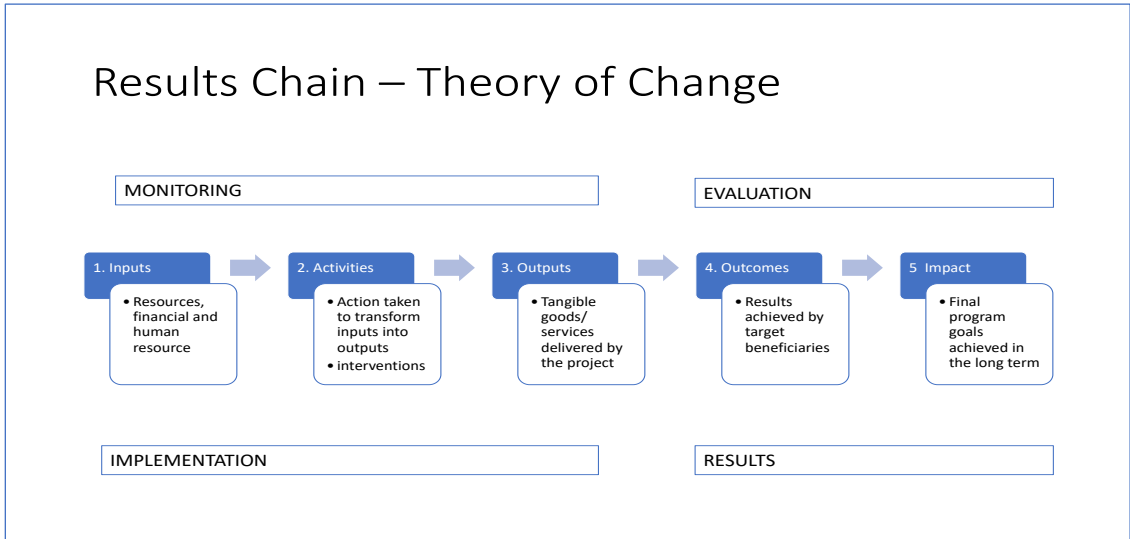 Results Chain – Theory of Change
MONITORING
EVALUATION
1. Inputs
• Resources,
financial and
human
resource
2. Activities
• Action taken
to transform
inputs into
outputs
• interventions
3. Outputs
• Tangible
goods/
services
delivered by
the project
4. Outcomes
• Results
achieved by
target
beneficiaries
5 Impact
• Final
program
goals
achieved in
the long term
IMPLEMENTATION
RESULTS